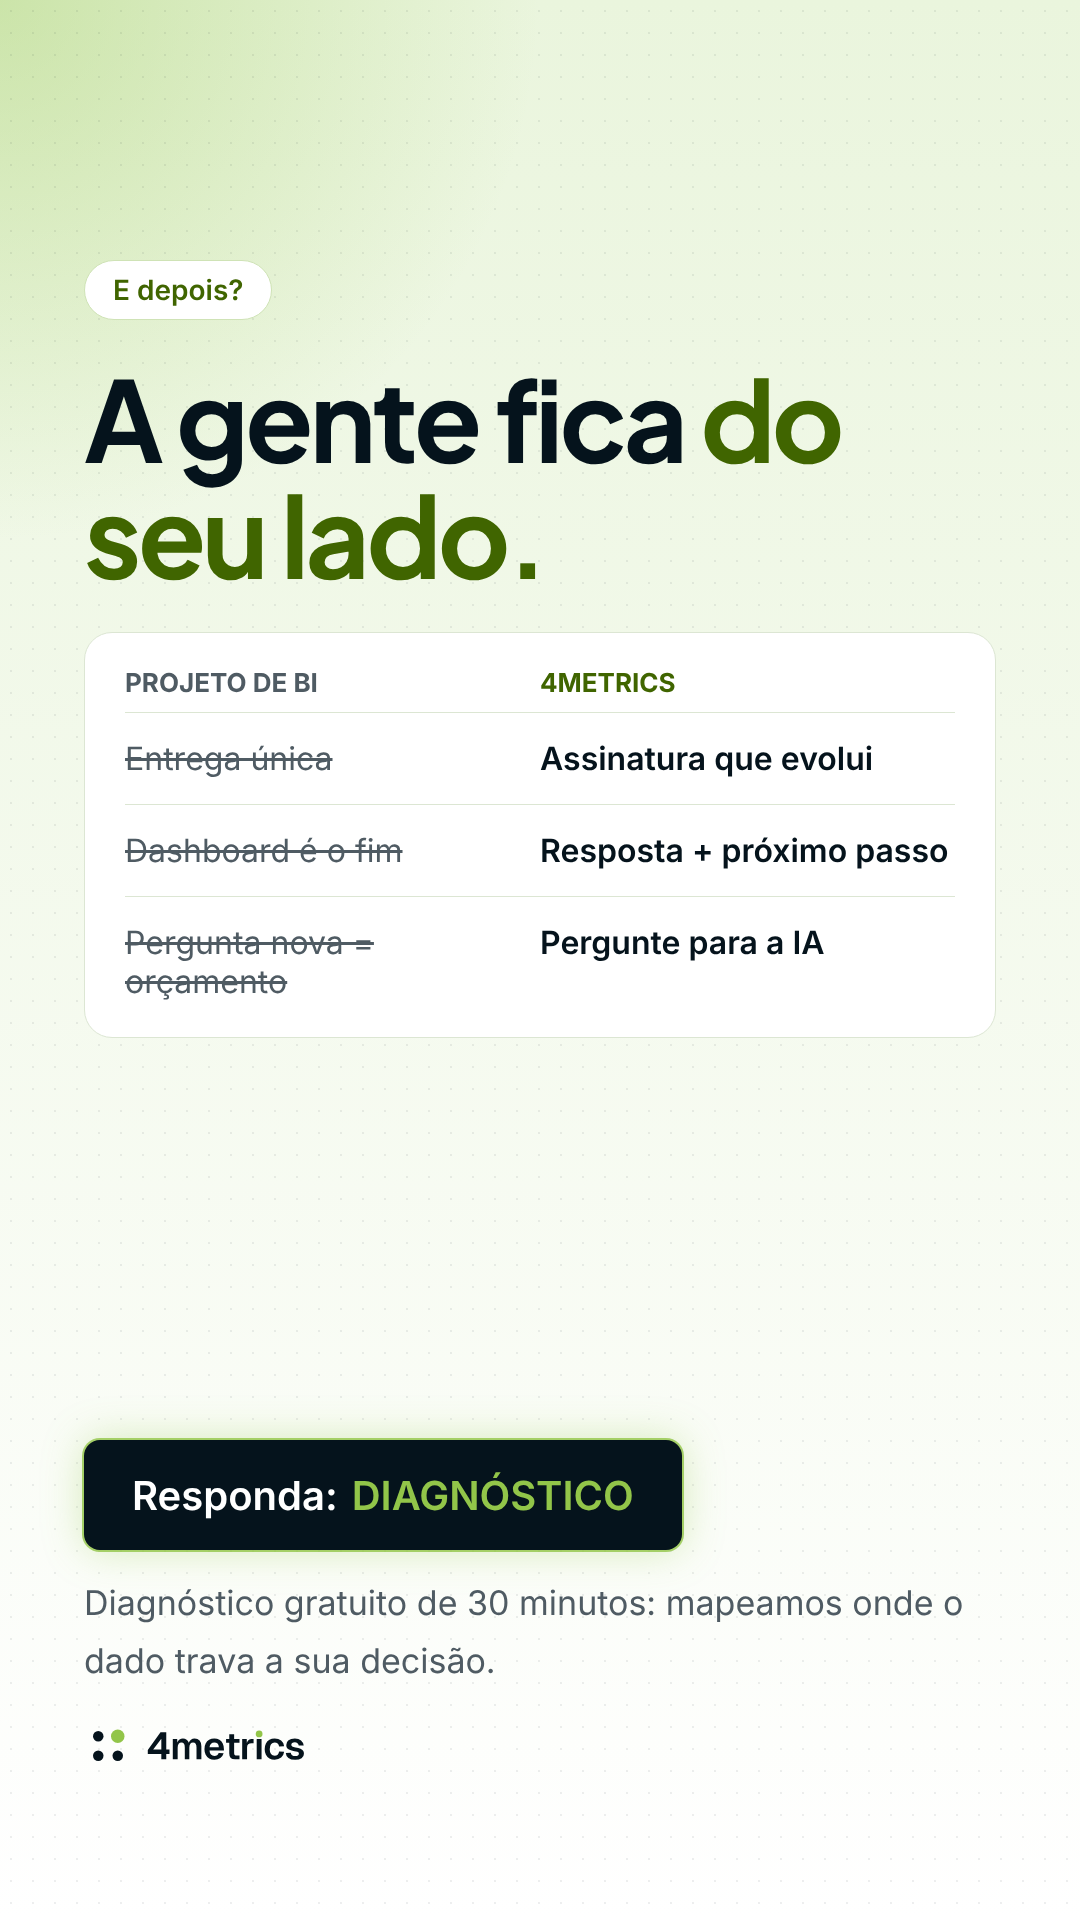 E depois?
A gente fica do
seu lado.
PROJETO DE BI
4METRICS
Entrega única
Assinatura que evolui
Dashboard é o fim
Resposta + próximo passo
Pergunta nova =
orçamento
Pergunte para a IA
Responda: DIAGNÓSTICO
Diagnóstico gratuito de 30 minutos: mapeamos onde o
dado trava a sua decisão.
4metrics